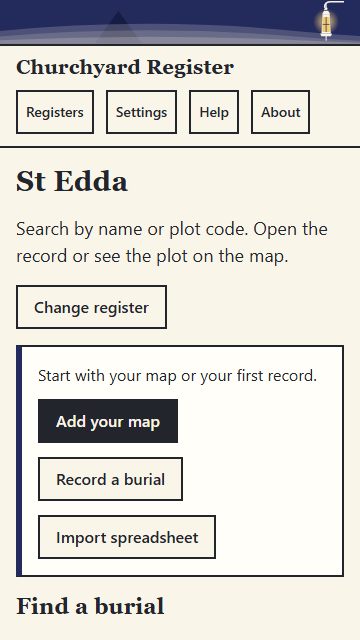 Churchyard Register
Registers
Settings
Help
About
St Edda
Search by name or plot code. Open the
record or see the plot on the map.
Change register
Start with your map or your first record.
Add your map
Record a burial
Import spreadsheet
Find a burial